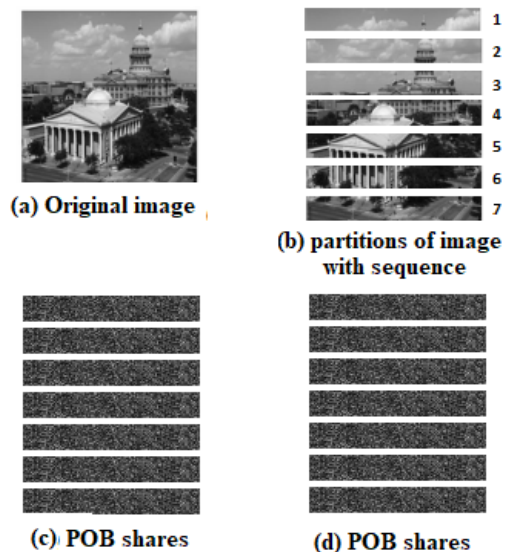 1
2
3
4
5
6
7
(a) Original image
(b) partitions of image
with sequence
(c) POB shares
(d) POB shares